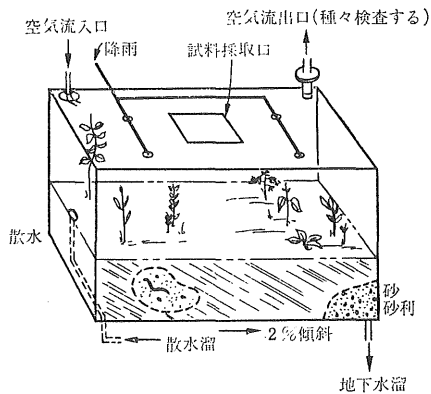 空気流出口(種々検査する)
空気流入口
降雨
試料採取口
散水
砂
砂利
散水溜
2%傾斜
地下水溜